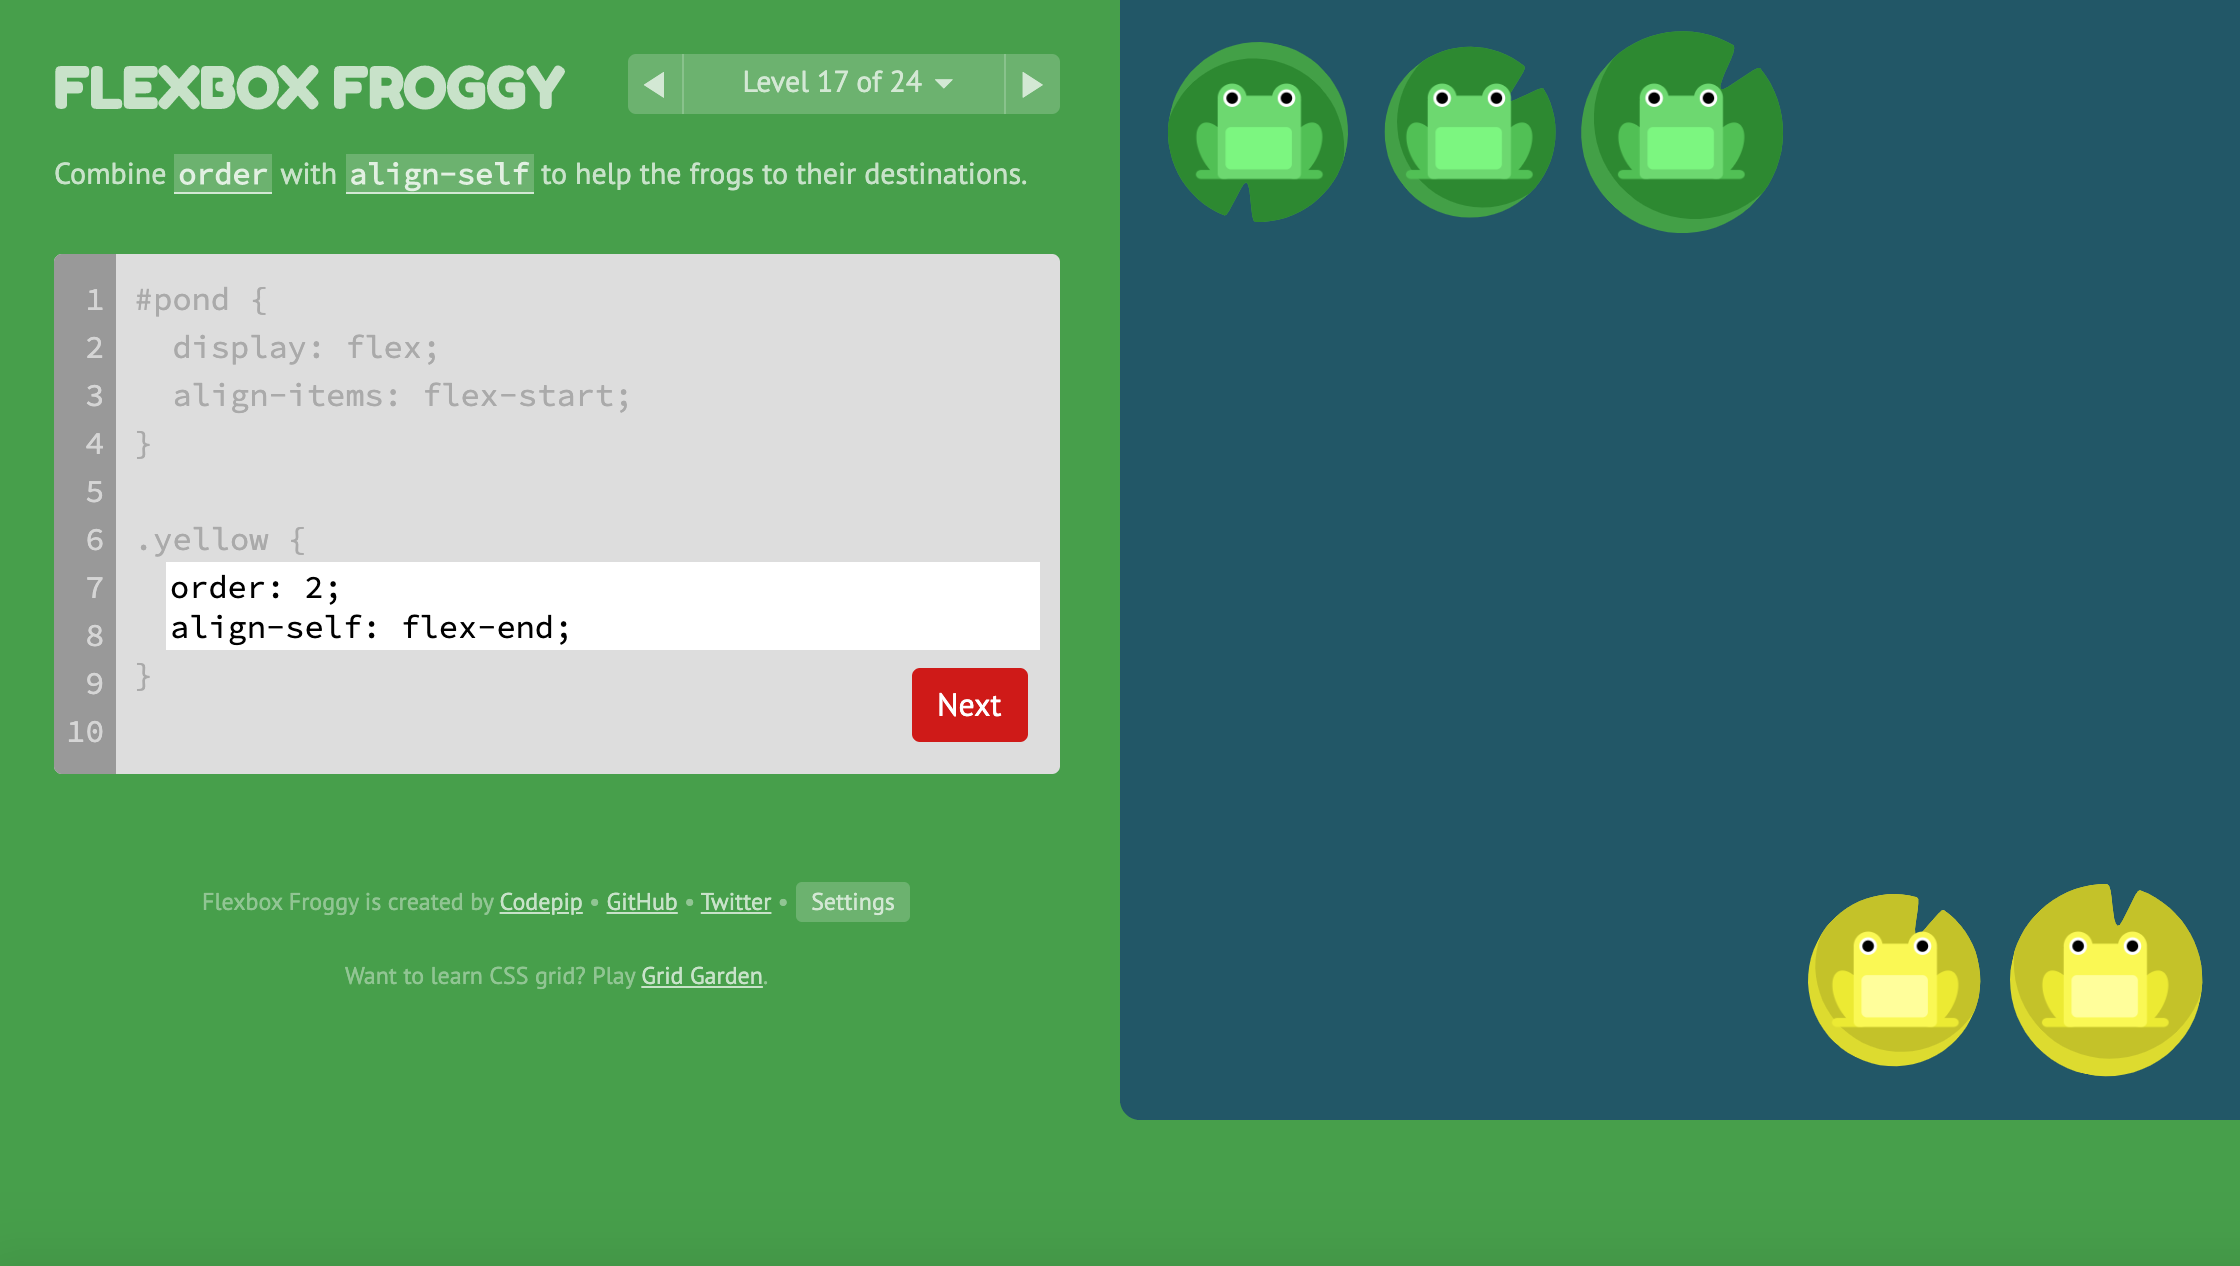 FLEXBOX FROGGY
Level 17 of 24
Combine order with align-self to help the frogs to their destinations.
1 #pond {
2 display: flex;
3 align-items: flex-start;
4 }
5
6 .yellow {
7 order: 2;
8 align-self: flex-end;
9 }
10
Next
Flexbox Froggy is created by Codepip • GitHub • Twitter • Settings
Want to learn CSS grid? Play Grid Garden.